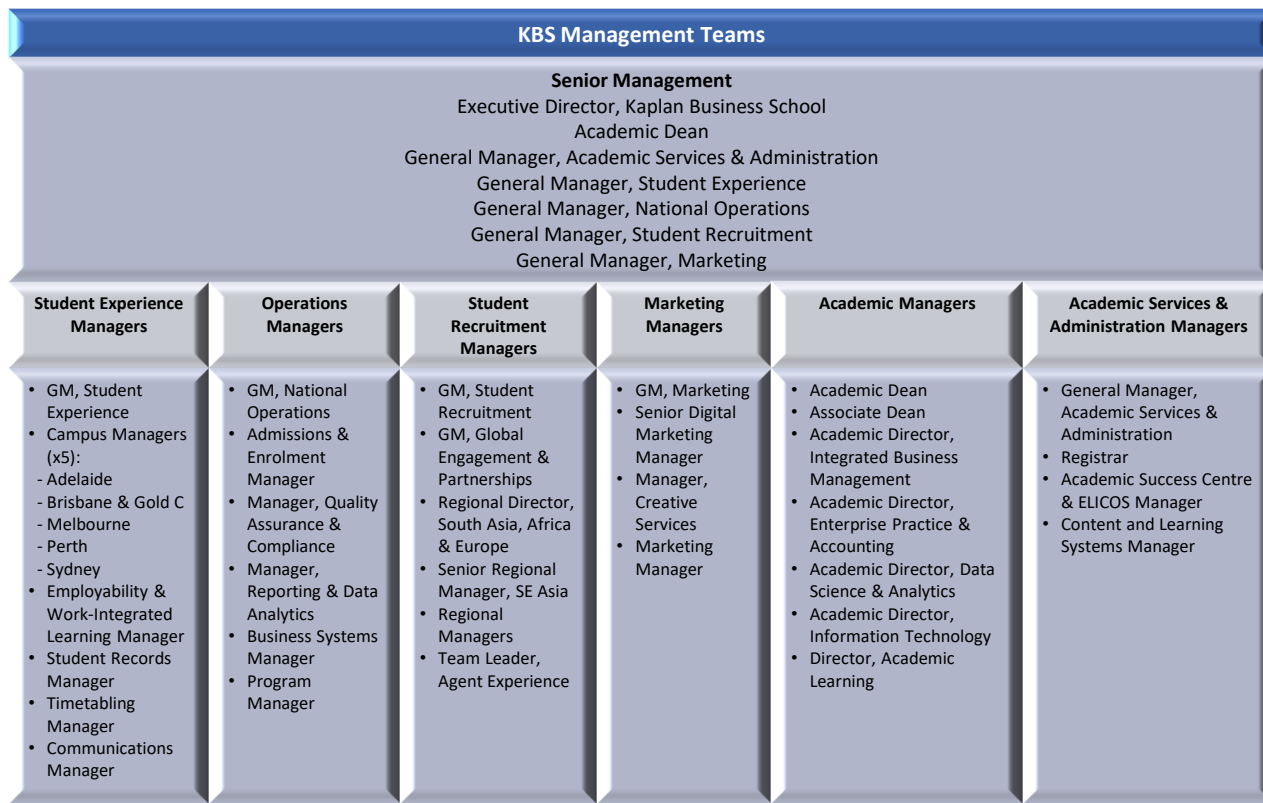 KBS Management Teams
Senior Management
Executive Director, Kaplan Business School
Academic Dean
General Manager, Academic Services & Administration
General Manager, Student Experience
General Manager, National Operations
General Manager, Student Recruitment
General Manager, Marketing
Student Experience
Managers
• GM, Student
Experience
• Campus Managers
(x5):
- Adelaide
- Brisbane & Gold C
- Melbourne
- Perth
- Sydney
• Employability &
Work-Integrated
Learning Manager
• Student Records
Manager
• Timetabling
Manager
• Communications
Manager
Operations
Managers
• GM, National
Operations
• Admissions &
Enrolment
Manager
• Manager, Quality
Assurance &
Compliance
• Manager,
Reporting & Data
Analytics
• Business Systems
Manager
• Program
Manager
Student
Recruitment
Managers
• GM, Student
Recruitment
• GM, Global
Engagement &
Partnerships
• Regional Director,
South Asia, Africa
& Europe
• Senior Regional
Manager, SE Asia
• Regional
Managers
• Team Leader,
Agent Experience
Marketing
Managers
• GM, Marketing
• Senior Digital
Marketing
Manager
• Manager,
Creative
Services
• Marketing
Manager
Academic Managers
• Academic Dean
• Associate Dean
• Academic Director,
Integrated Business
Management
• Academic Director,
Enterprise Practice &
Accounting
• Academic Director, Data
Science & Analytics
• Academic Director,
Information Technology
• Director, Academic
Learning
Academic Services &
Administration Managers
• General Manager,
Academic Services &
Administration
• Registrar
• Academic Success Centre
& ELICOS Manager
• Content and Learning
Systems Manager